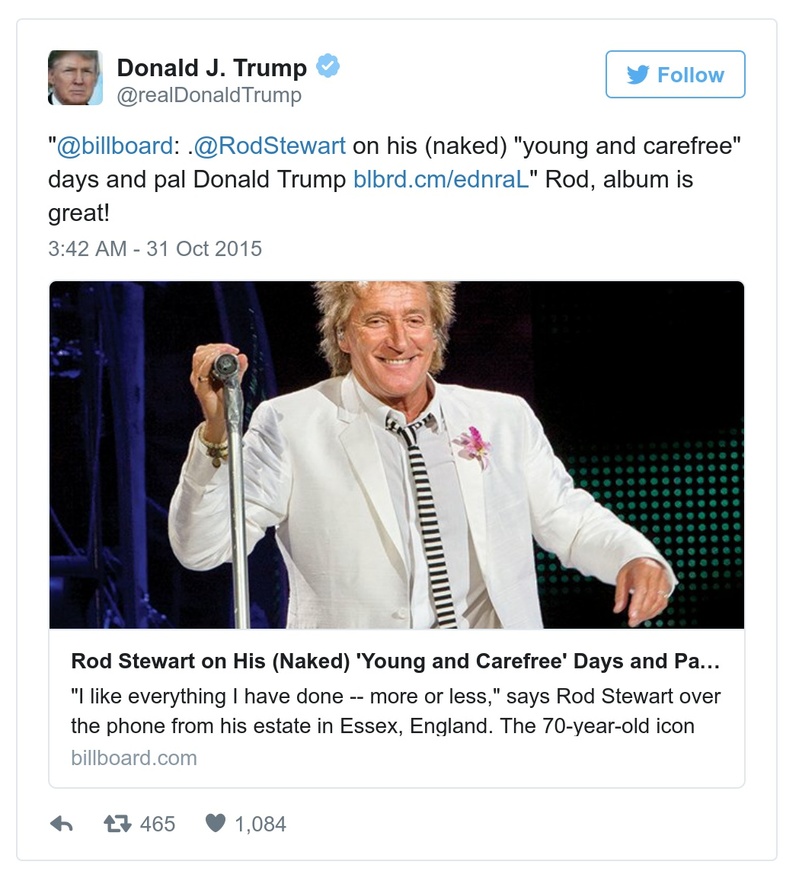 Donald J. Trump
@realDonaldTrump
Follow
"@billboard: .@RodStewart on his (naked) "young and carefree"
days and pal Donald Trump blbrd.cm/ednraL" Rod, album is
great!
3:42 AM - 31 Oct 2015
Rod Stewart on His (Naked) 'Young and Carefree' Days and Pa…
"I like everything I have done -- more or less," says Rod Stewart over
the phone from his estate in Essex, England. The 70-year-old icon
billboard.com
465
1,084